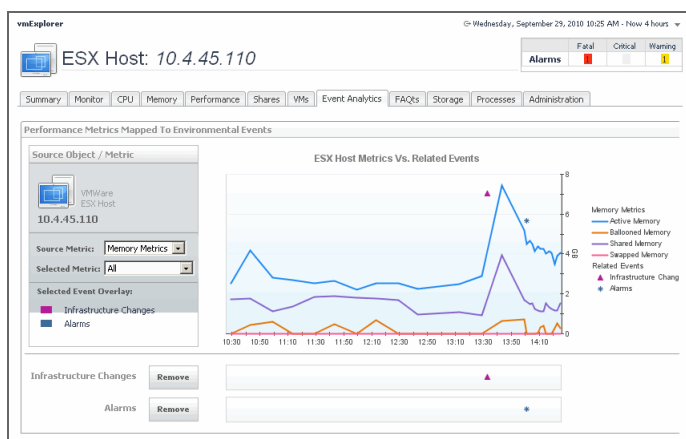 vmExplorer
Wednesday, September 29, 2010 10:25 AM - Now 4 hours
ESX Host: 10.4.45.110
Fatal Critical Warning
Alarms 1 1
Summary Monitor CPU Memory Performance Shares VMs Event Analytics FAQts Storage Processes Administration
Performance Metrics Mapped To Environmental Events
Source Object / Metric
VMWare
ESX Host
10.4.45.110
Source Metric: Memory Metrics
Selected Metric: All
Selected Event Overlay:
Infrastructure Changes
Alarms
ESX Host Metrics Vs. Related Events
8
6
4
2
0
GB
10:30 10:50 11:10 11:30 11:50 12:10 12:30 12:50 13:10 13:30 13:50 14:10
Memory Metrics
Active Memory
Ballooned Memory
Shared Memory
Swapped Memory
Related Events
Infrastructure Chang
Alarms
Infrastructure Changes Remove
Alarms Remove